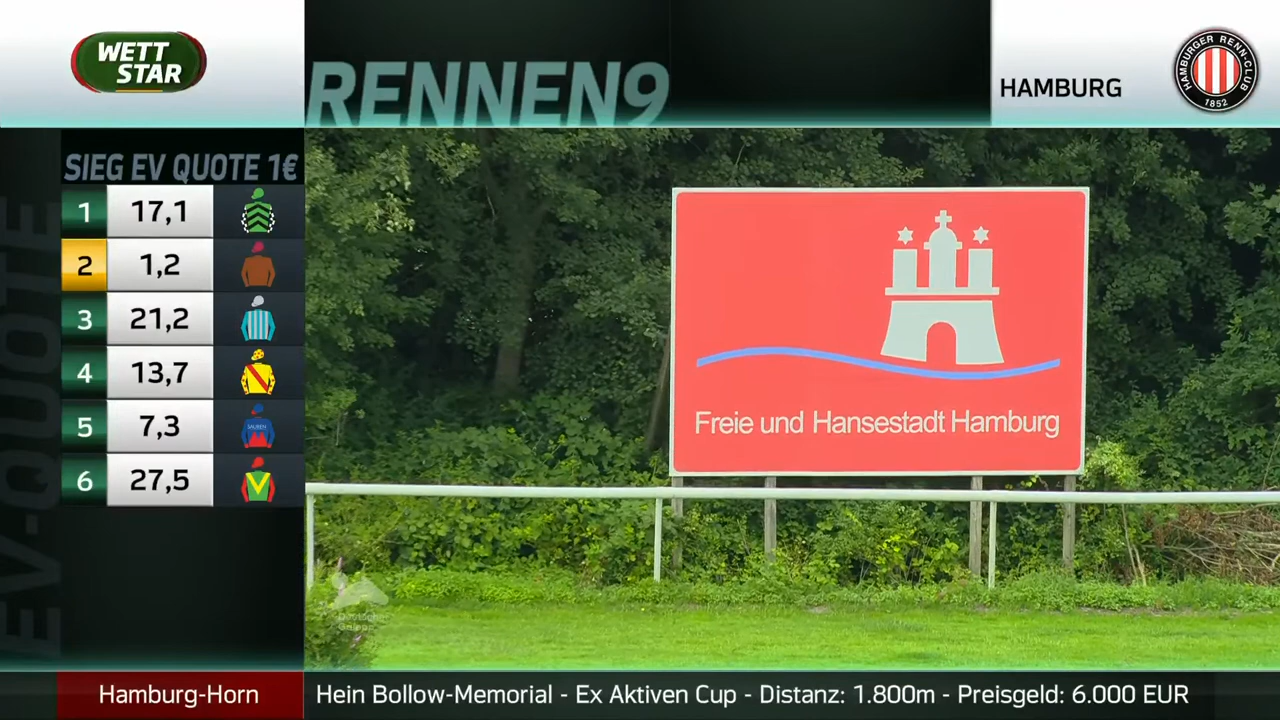 WETT
STAR
RENNEN9
HAMBURG
HAMBURGER RENN-CLUB
1852
SIEG EV QUOTE 1€
1 17,1
2 1,2
3 21,2
4 13,7
5 7,3
6 27,5
EV-QUOTE
Freie und Hansestadt Hamburg
Deutscher
Galopp
Hamburg-Horn
Hein Bollow-Memorial - Ex Aktiven Cup - Distanz: 1.800m - Preisgeld: 6.000 EUR